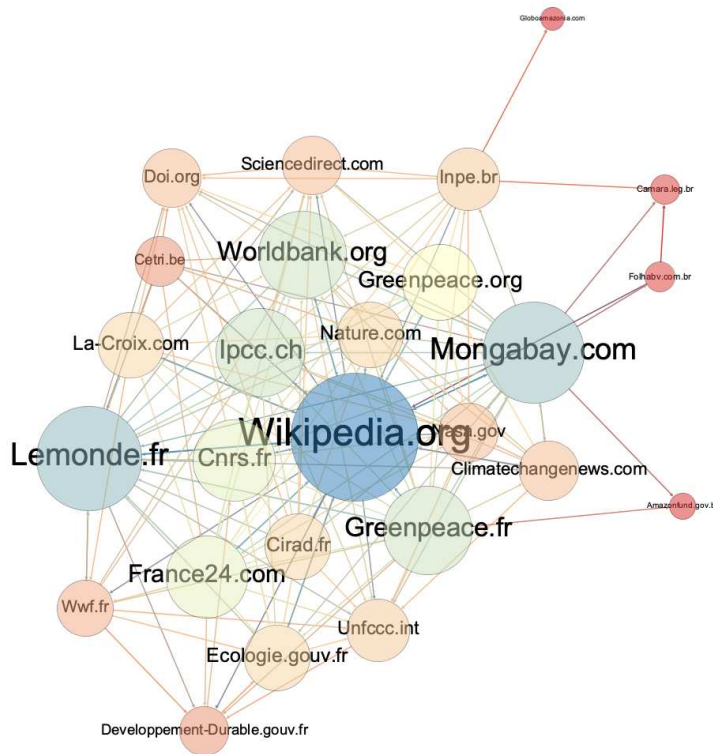 Globoamazonia.com
Sciencedirect.com
Doi.org
Inpe.br
Camara.leg.br
Worldbank.org
Cetri.be
Greenpeace.org
Folhabv.com.br
Nature.com
La-Croix.com
Ipcc.ch
Mongabay.com
Wikipedia.org
Nasa.gov
Lemonde.fr
Cnrs.fr
Climatechangenews.com
Amazonfund.gov.b
Greenpeace.fr
Cirad.fr
France24.com
Wwf.fr
Unfccc.int
Ecologie.gouv.fr
Developpement-Durable.gouv.fr